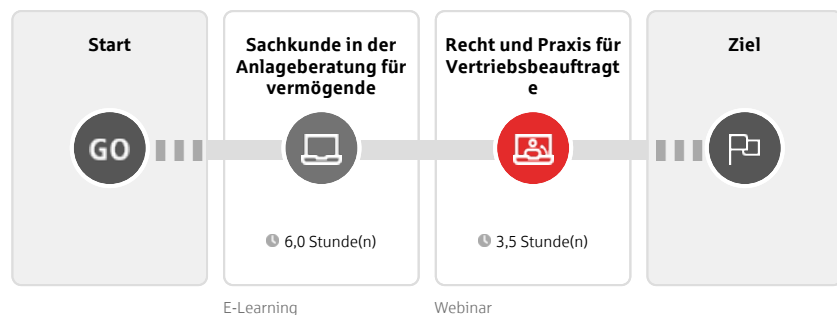 Start
GO
Sachkunde in der
Anlageberatung für
vermögende
6,0 Stunde(n)
E-Learning
Recht und Praxis für
Vertriebsbeauftragt
e
3,5 Stunde(n)
Webinar
Ziel